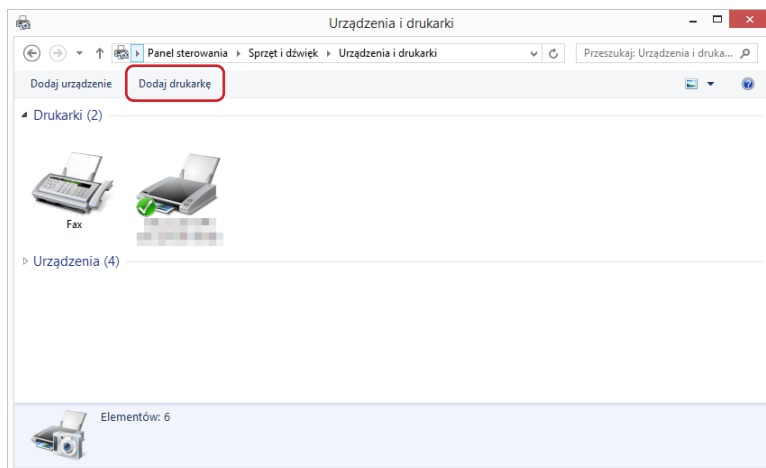 Urządzenia i drukarki
Panel sterowania Sprzęt i dźwięk Urządzenia i drukarki Przeszukaj: Urządzenia i druka...
Dodaj urządzenie Dodaj drukarkę
Drukarki (2)
Fax
Urządzenia (4)
Elementów: 6